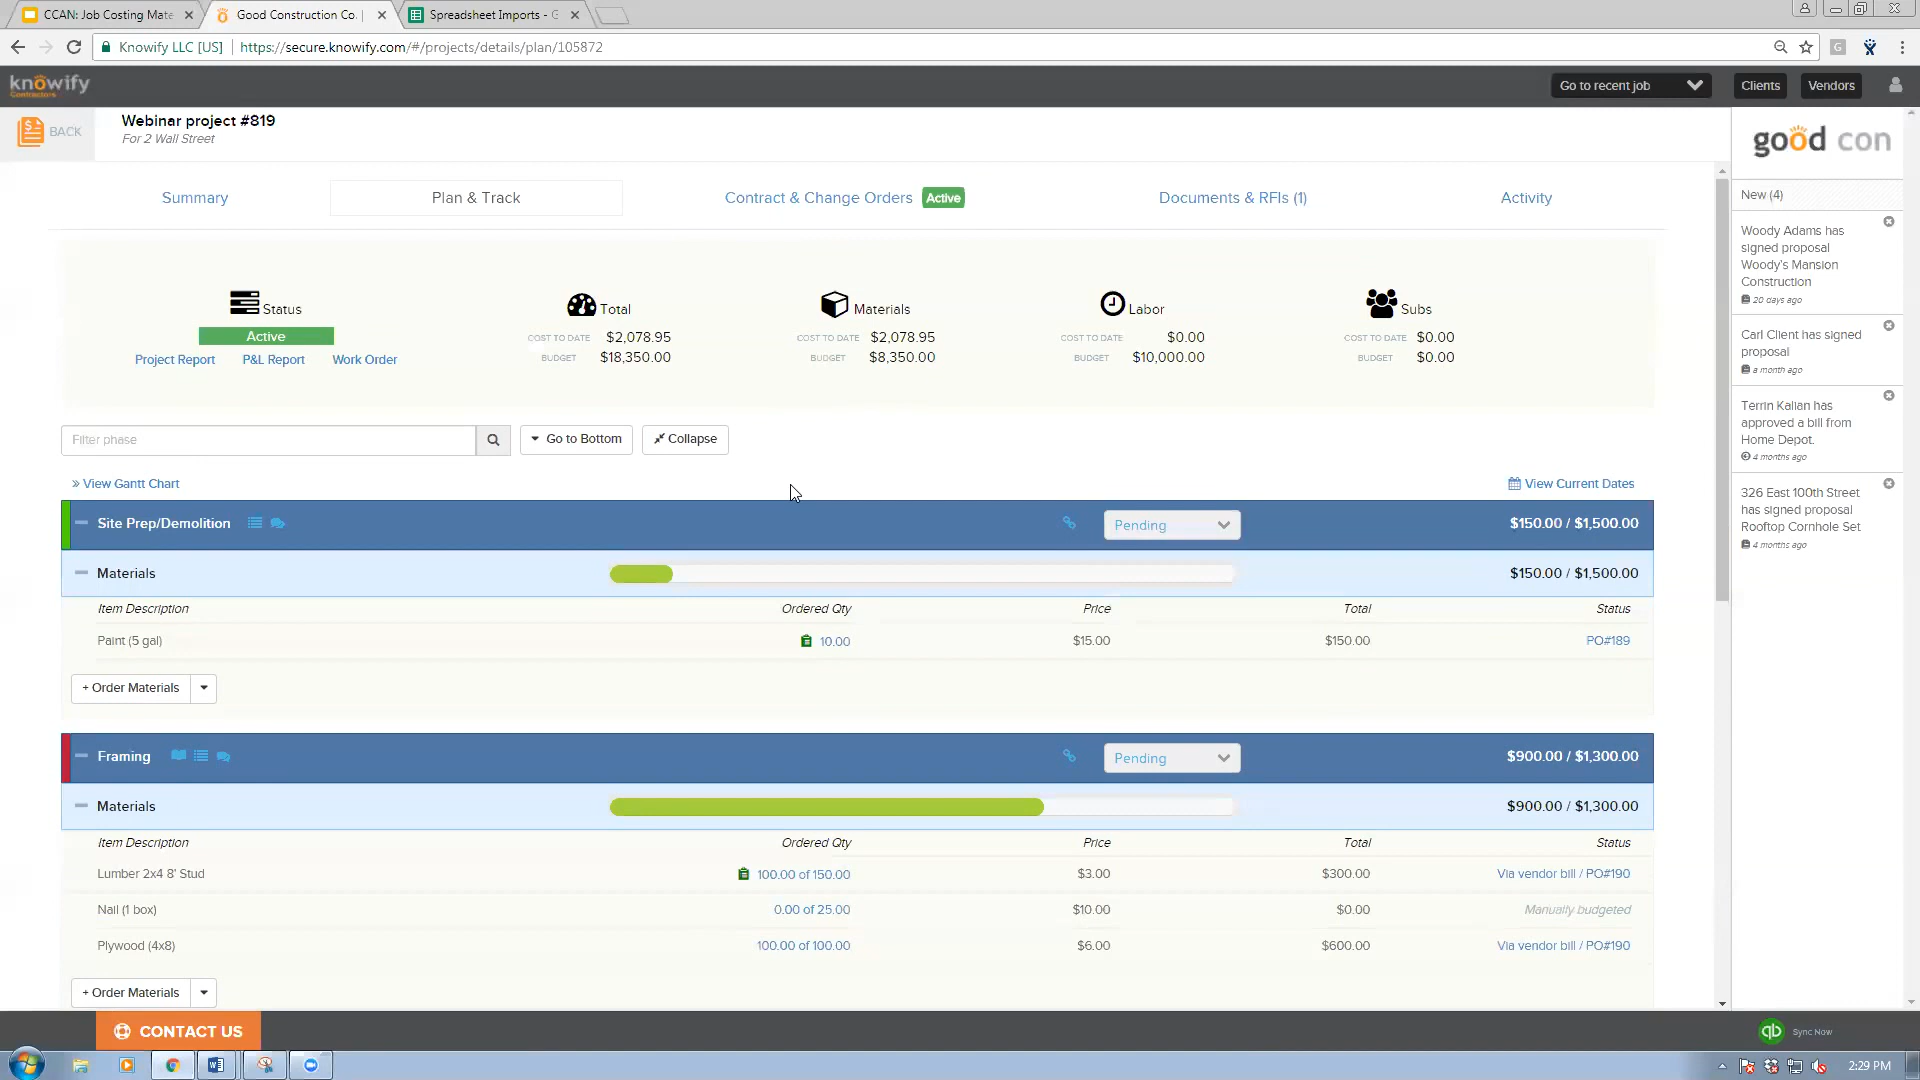 CCAN: Job Costing Mate
Good Construction Co. |
Spreadsheet Imports - G
Knowify LLC [US]
https://secure.knowify.com/#/projects/details/plan/105872
knowify
Contractors
Go to recent job
Clients
Vendors
BACK
Webinar project #819
For 2 Wall Street
good con
Summary
Plan & Track
Contract & Change Orders Active
Documents & RFIs (1)
Activity
New (4)
Woody Adams has
signed proposal
Woody's Mansion
Construction
20 days ago
Carl Client has signed
proposal
a month ago
Terrin Kalian has
approved a bill from
Home Depot.
4 months ago
326 East 100th Street
has signed proposal
Rooftop Cornhole Set
4 months ago
Status
Active
Project Report P&L Report Work Order
Total
COST TO DATE $2,078.95
BUDGET $18,350.00
Materials
COST TO DATE $2,078.95
BUDGET $8,350.00
Labor
COST TO DATE $0.00
BUDGET $10,000.00
Subs
COST TO DATE $0.00
BUDGET $0.00
Filter phase
Go to Bottom
Collapse
» View Gantt Chart
View Current Dates
Site Prep/Demolition Pending $150.00 / $1,500.00
Materials $150.00 / $1,500.00
Item Description Ordered Qty Price Total Status
Paint (5 gal) 10.00 $15.00 $150.00 PO#189
+ Order Materials
Framing Pending $900.00 / $1,300.00
Materials $900.00 / $1,300.00
Item Description Ordered Qty Price Total Status
Lumber 2x4 8' Stud 100.00 of 150.00 $3.00 $300.00 Via vendor bill / PO#190
Nail (1 box) 0.00 of 25.00 $10.00 $0.00 Manually budgeted
Plywood (4x8) 100.00 of 100.00 $6.00 $600.00 Via vendor bill / PO#190
+ Order Materials
CONTACT US
qb Sync Now
2:29 PM